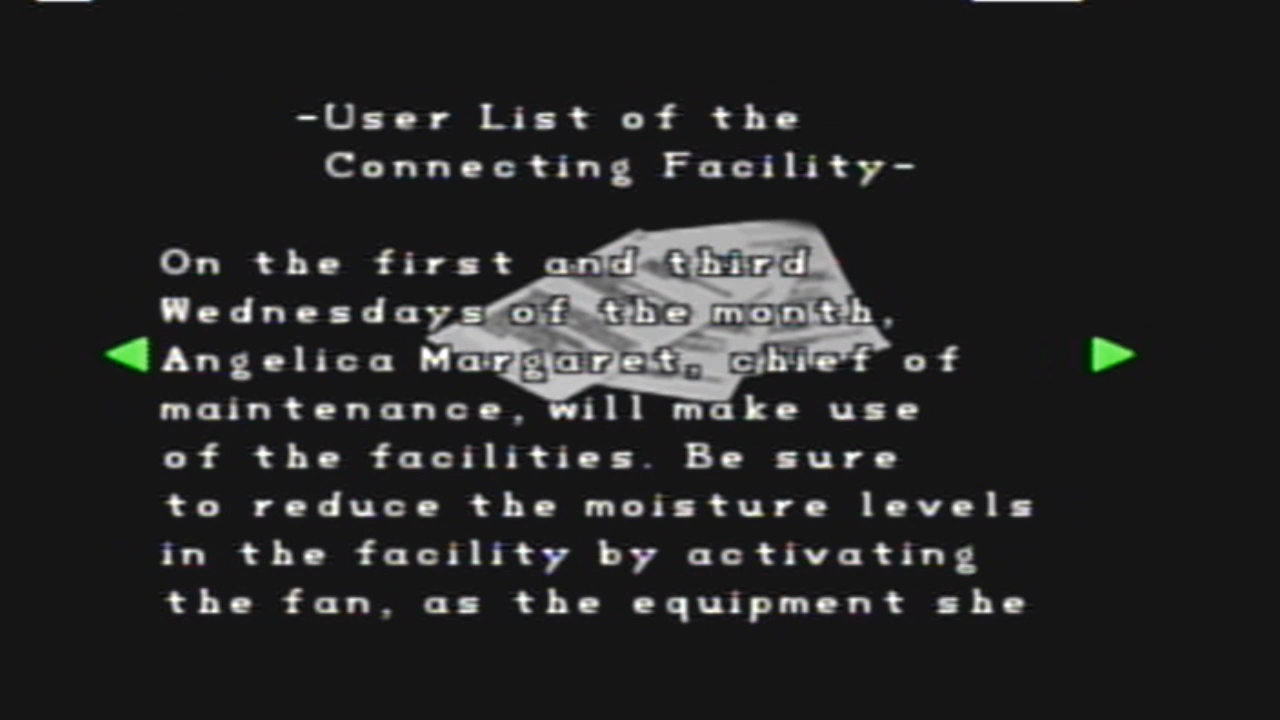 -User List of the
Connecting Facility-
On the first and third
Wednesdays of the month,
Angelica Margaret, chief of
maintenance, will make use
of the facilities. Be sure
to reduce the moisture levels
in the facility by activating
the fan, as the equipment she